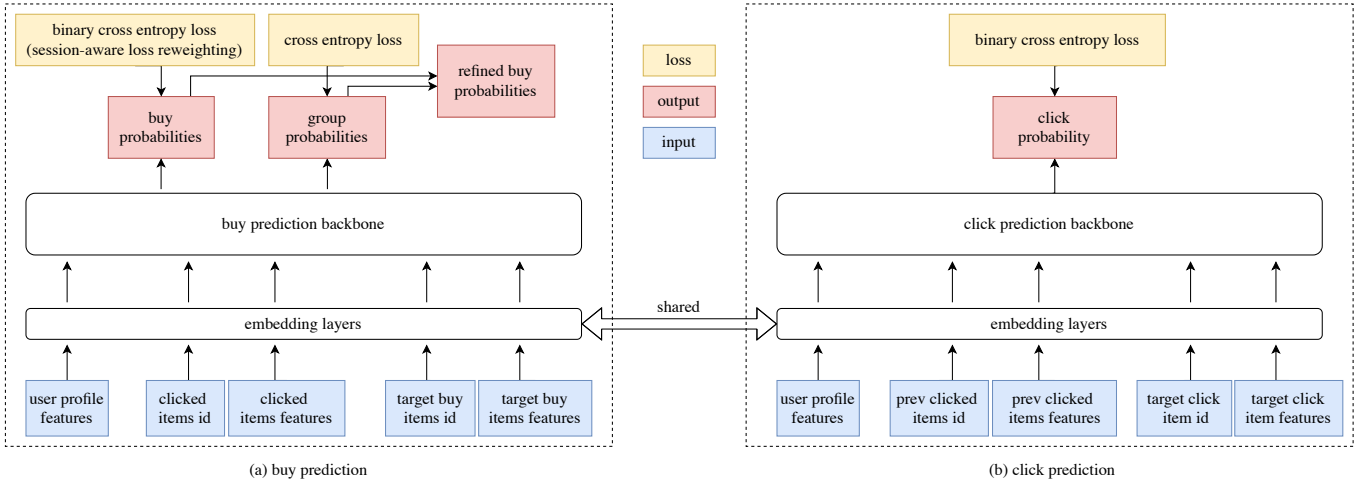 binary cross entropy loss
(session-aware loss reweighting)
cross entropy loss
refined buy
probabilities
buy
probabilities
group
probabilities
buy prediction backbone
embedding layers
user profile
features
clicked
items id
clicked
items features
target buy
items id
target buy
items features
(a) buy prediction
loss
output
input
shared
binary cross entropy loss
click
probability
click prediction backbone
embedding layers
user profile
features
prev clicked
items id
prev clicked
items features
target click
item id
target click
item features
(b) click prediction